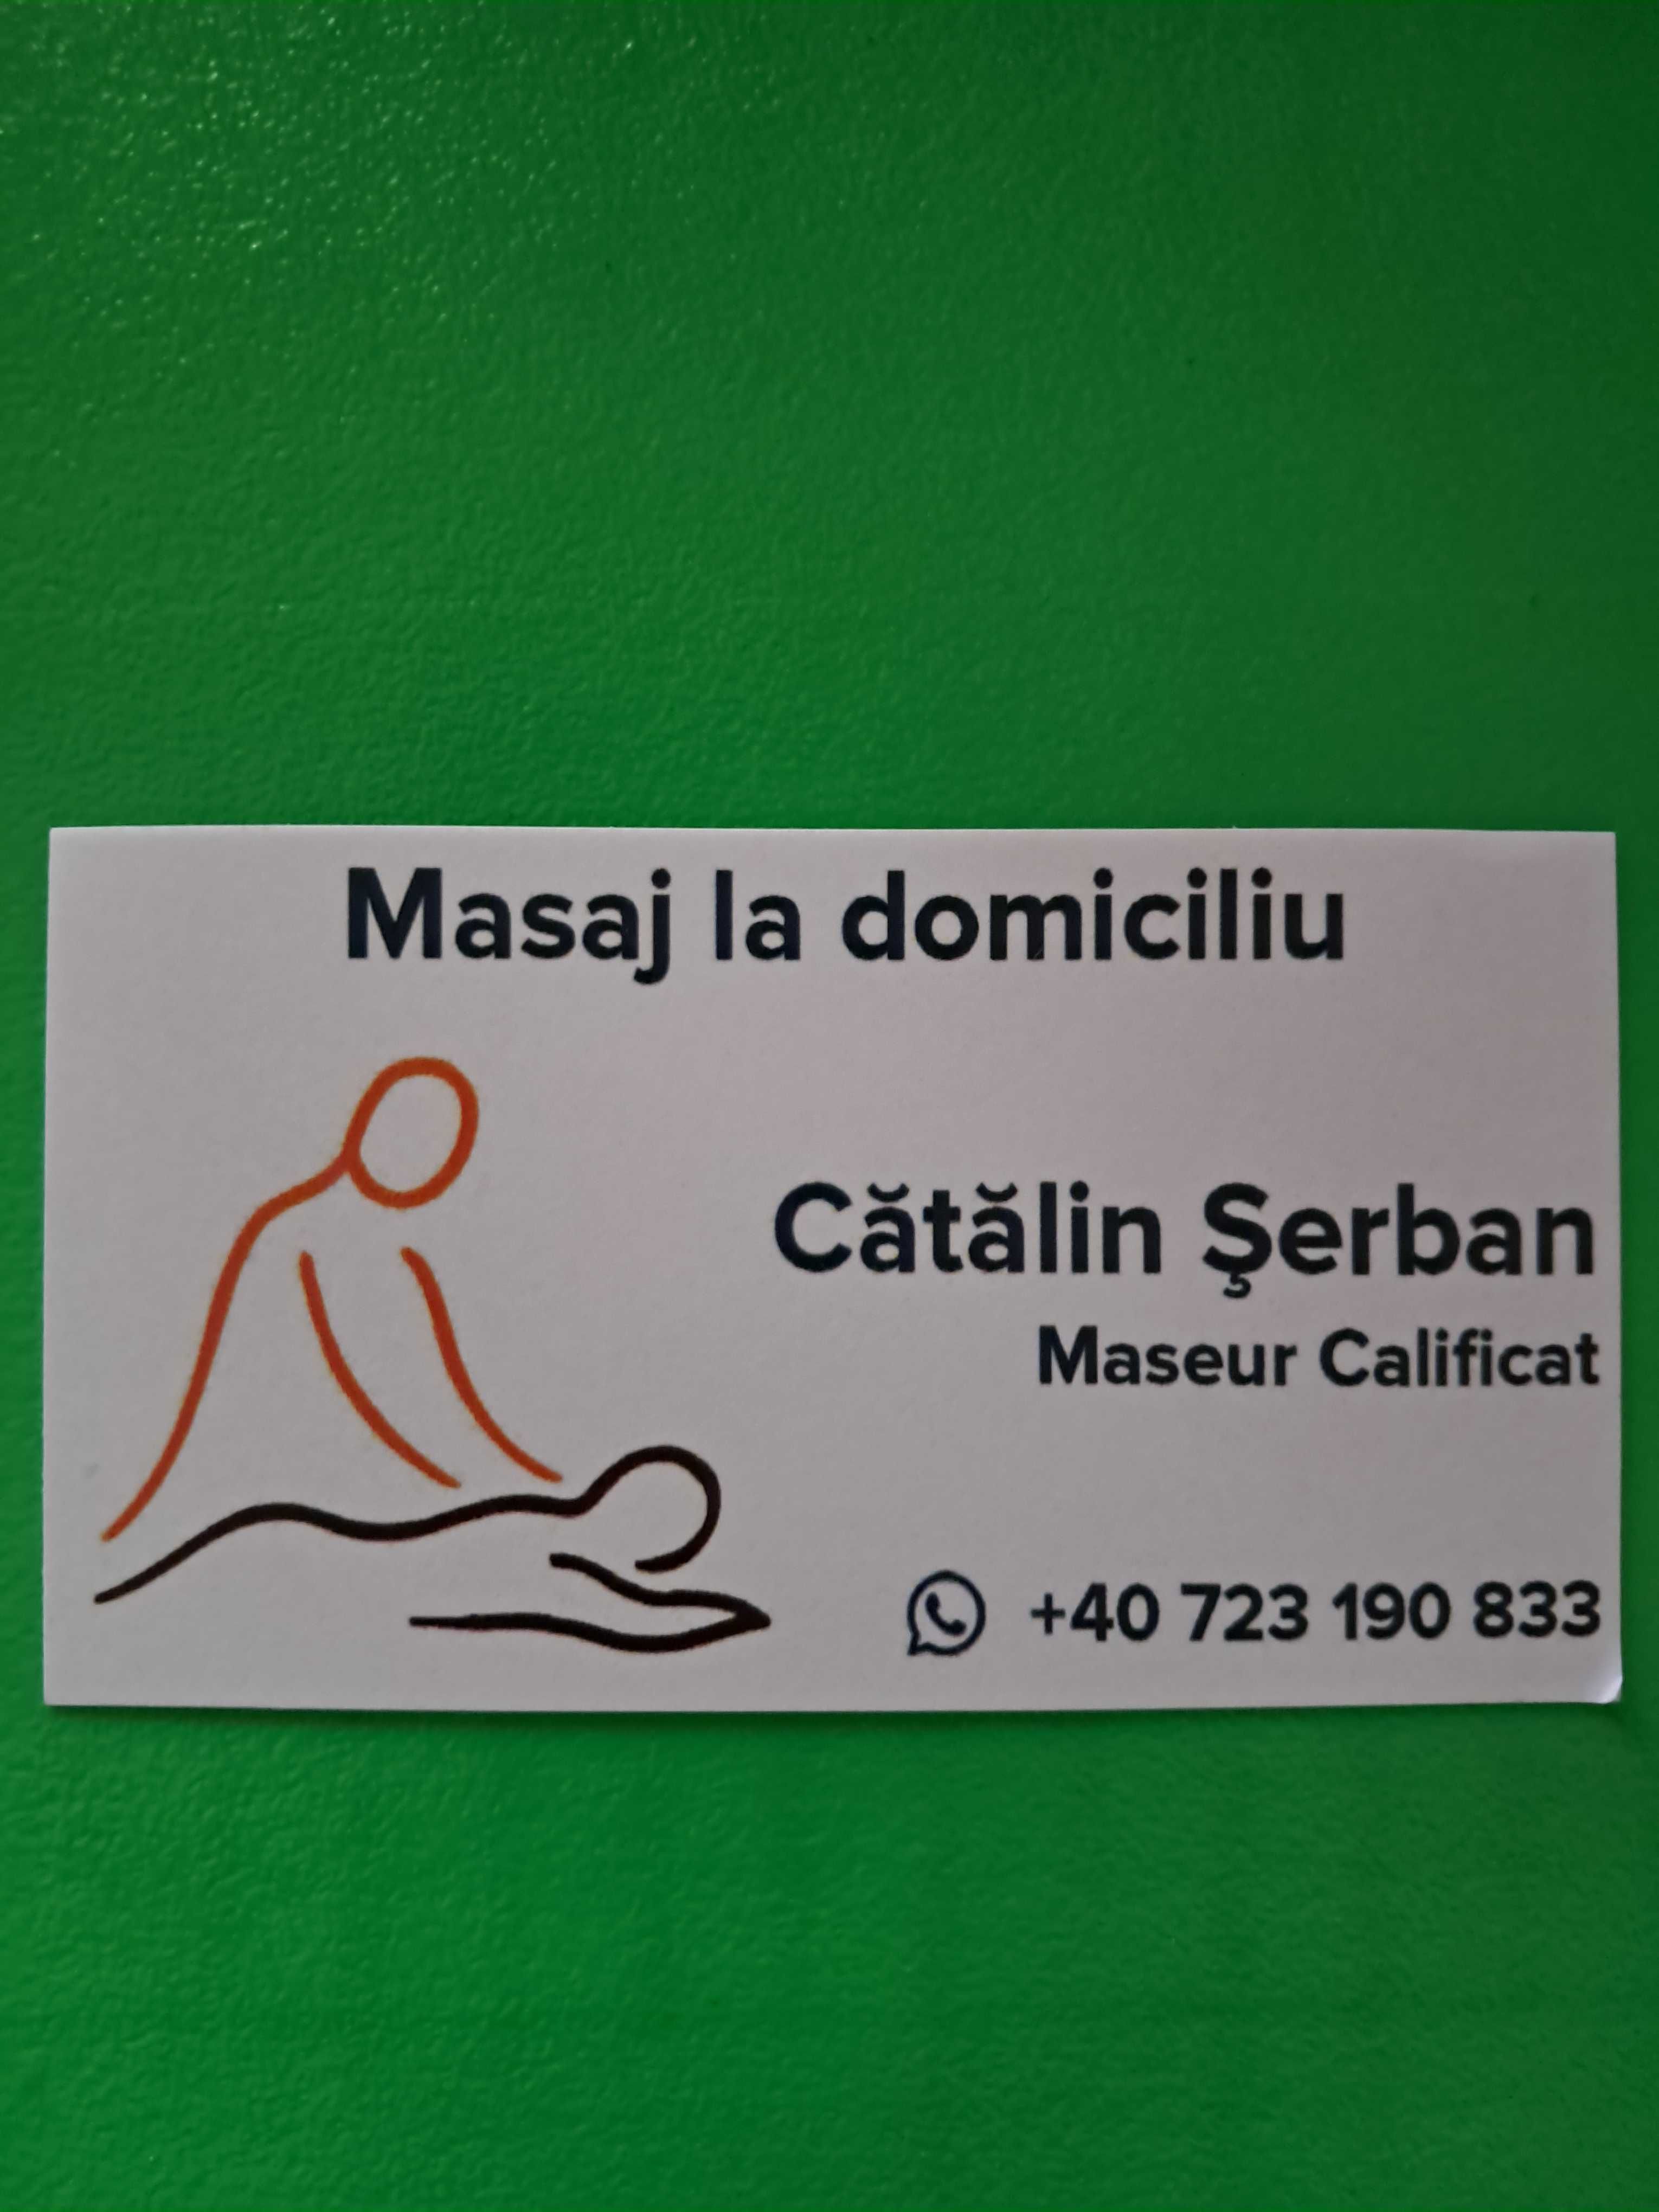 Masaj la domiciliu
Cătălin Şerban
Maseur Calificat
+40 723 190 833